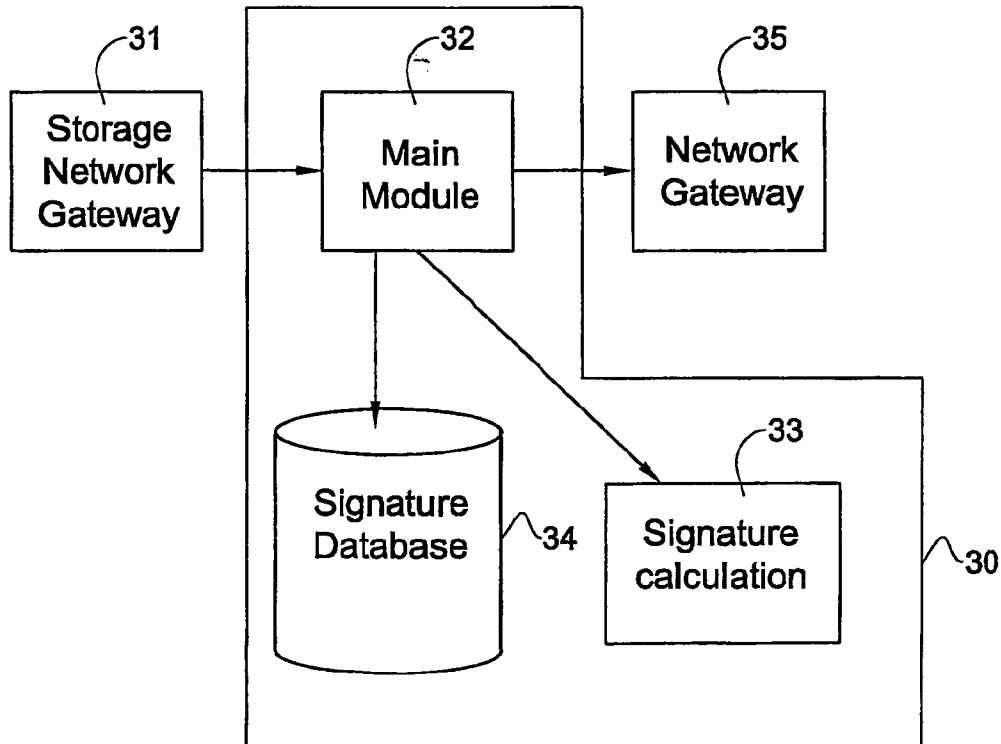 31
32
35
Storage
Network
Gateway
Main
Module
Network
Gateway
33
Signature
Database
34
Signature
calculation
30